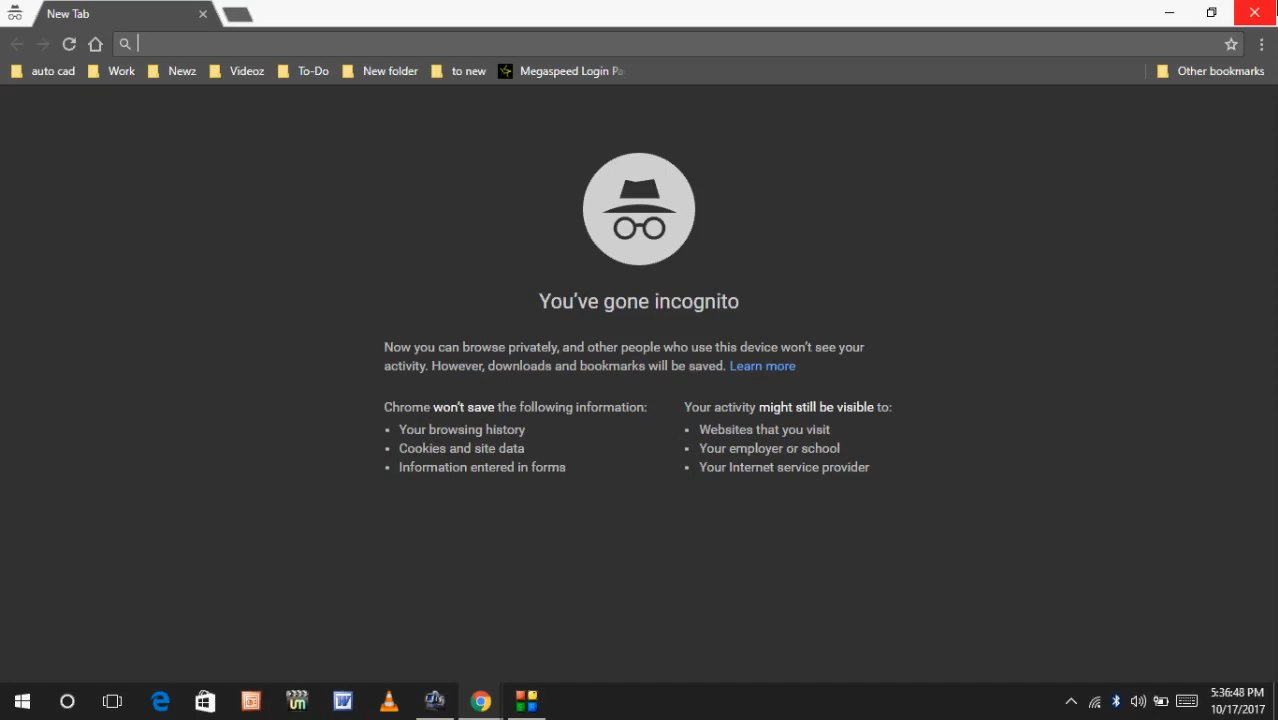 New Tab
auto cad Work Newz Videoz To-Do New folder to new Megaspeed Login Pa Other bookmarks
You've gone incognito
Now you can browse privately, and other people who use this device won't see your
activity. However, downloads and bookmarks will be saved. Learn more
Chrome won't save the following information:
Your browsing history
Cookies and site data
Information entered in forms
Your activity might still be visible to:
Websites that you visit
Your employer or school
Your Internet service provider
5:36:48 PM
10/17/2017